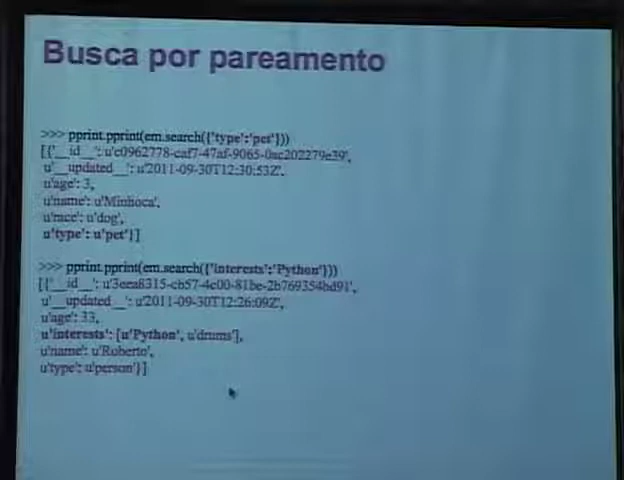 Busca por pareamento
>>> pprint.pprint(em.search({'type':'pet'}))
[{'__id__': u'c0962778-caf7-47af-9065-0ac202279e39',
u'__updated__': u'2011-09-30T12:30:53Z',
u'age': 3,
u'name': u'Minhoca',
u'race': u'dog',
u'type': u'pet'}]
>>> pprint.pprint(em.search({'interests':'Python'}))
[{'__id__': u'3eea8315-cb57-4c00-81be-2b769354bd91',
u'__updated__': u'2011-09-30T12:26:09Z',
u'age': 33,
u'interests': [u'Python', u'drums'],
u'name': u'Roberto',
u'type': u'person'}]